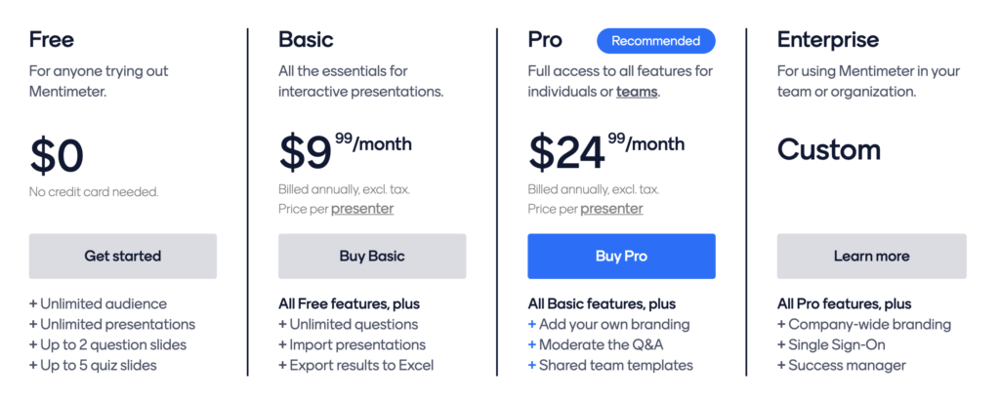 Free
For anyone trying out
Mentimeter.
$0
No credit card needed.
Get started
+ Unlimited audience
+ Unlimited presentations
+ Up to 2 question slides
+ Up to 5 quiz slides
Basic
All the essentials for
interactive presentations.
$9 99/month
Billed annually, excl. tax.
Price per presenter
Buy Basic
All Free features, plus
+ Unlimited questions
+ Import presentations
+ Export results to Excel
Pro
Recommended
Full access to all features for
individuals or teams.
$24 99/month
Billed annually, excl. tax.
Price per presenter
Buy Pro
All Basic features, plus
+ Add your own branding
+ Moderate the Q&A
+ Shared team templates
Enterprise
For using Mentimeter in your
team or organization.
Custom
Learn more
All Pro features, plus
+ Company-wide branding
+ Single Sign-On
+ Success manager